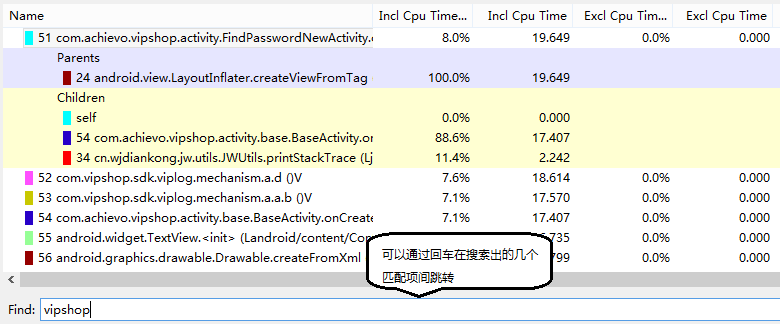 Name Incl Cpu Time... Incl Cpu Time Excl Cpu Tim... Excl Cpu Time
51 com.achievo.vipshop.activity.FindPasswordNewActivity.c 8.0% 19.649 0.0% 0.000
Parents
24 android.view.LayoutInflater.createViewFromTag 100.0% 19.649
Children
self 0.0% 0.000
54 com.achievo.vipshop.activity.base.BaseActivity.on 88.6% 17.407
34 cn.wjdiankong.jw.utils.JWUtils.printStackTrace (Lj 11.4% 2.242
52 com.vipshop.sdk.viplog.mechanism.a.d ()V 7.6% 18.614 0.0% 0.000
53 com.vipshop.sdk.viplog.mechanism.a.a.b ()V 7.1% 17.570 0.0% 0.000
54 com.achievo.vipshop.activity.base.BaseActivity.onCreate 7.1% 17.407 0.0% 0.000
55 android.widget.TextView.<init> (Landroid/content/Con .735 0.0% 0.000
56 android.graphics.drawable.Drawable.createFromXml .799 0.0% 0.000
可以通过回车在搜索出的几个
匹配项间跳转
Find: vipshop